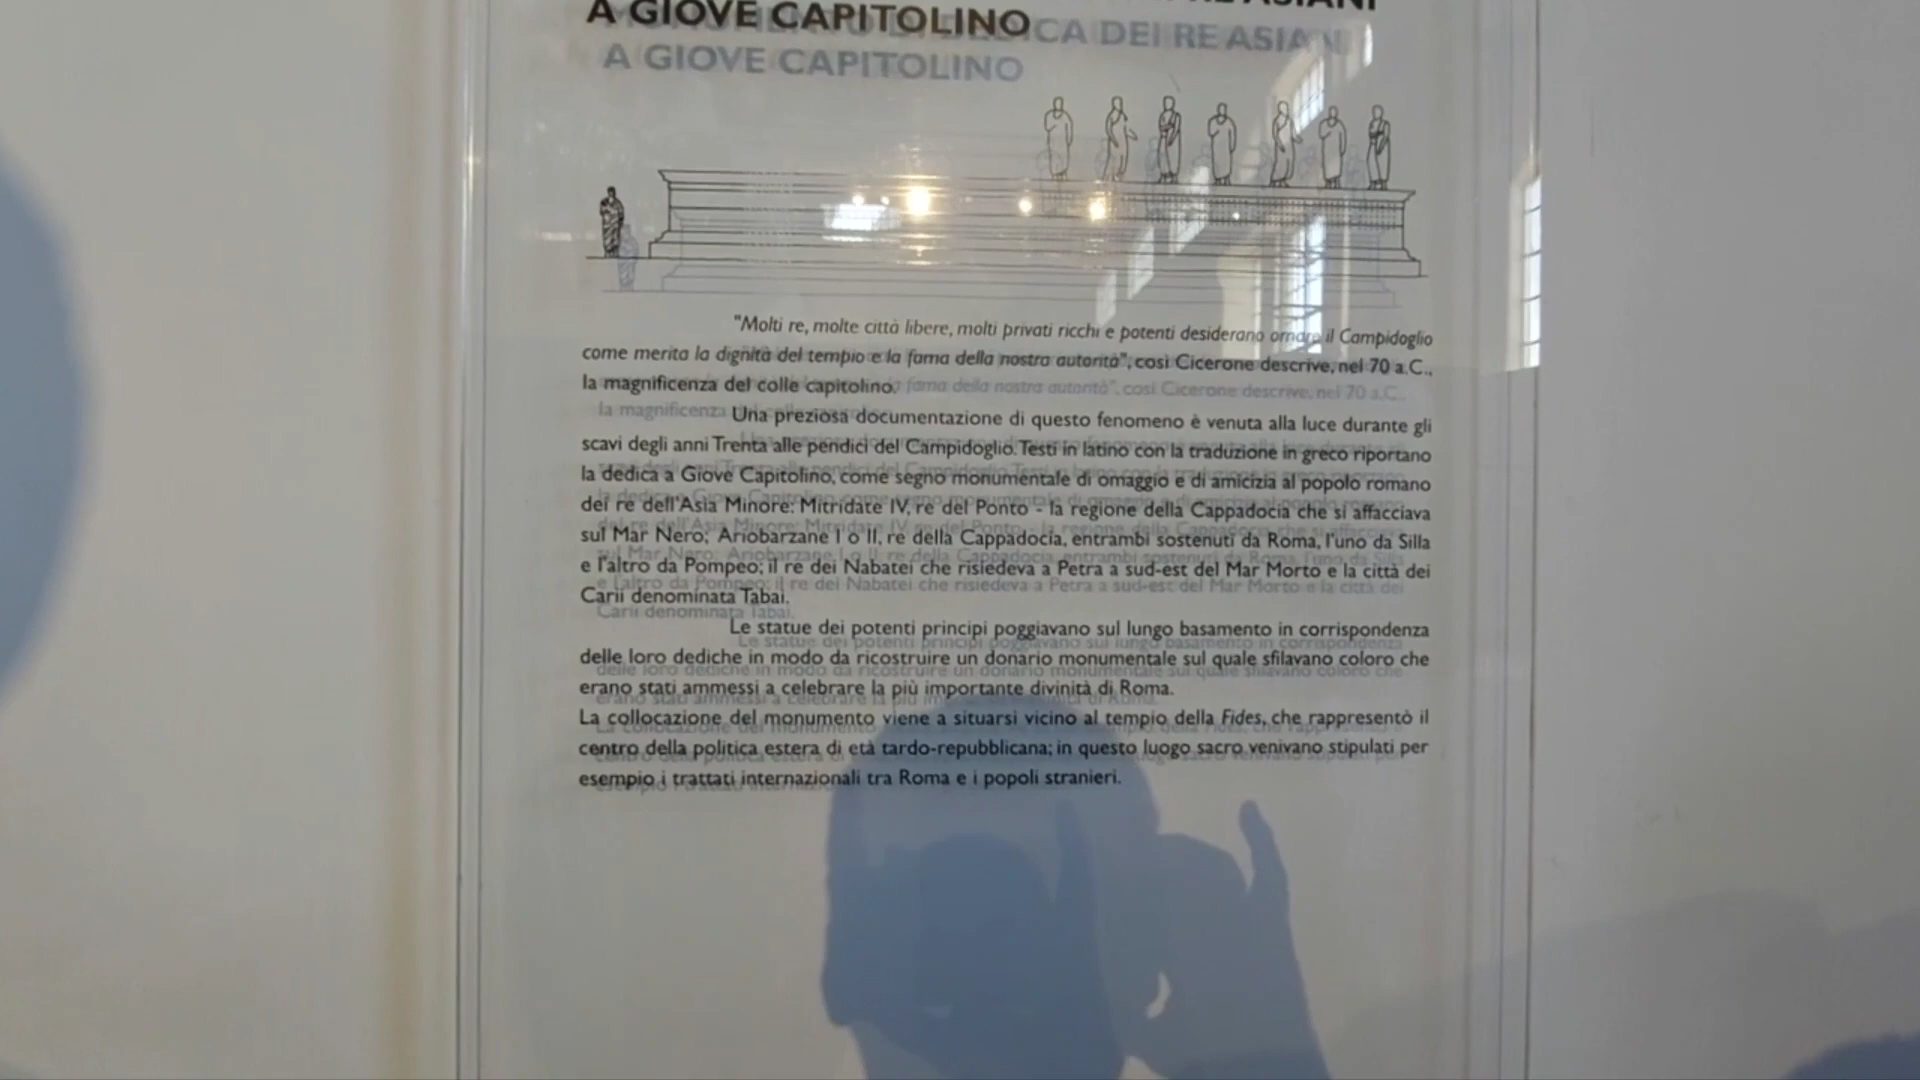 RE ASIANI
A GIOVE CAPITOLINO
"Molti re, molte città libere, molti privati ricchi e potenti desiderano ornare il Campidoglio
come merita la dignità del tempio e la fama della nostra autorità"; così Cicerone descrive, nel 70 a.C.,
la magnificenza del colle capitolino.
Una preziosa documentazione di questo fenomeno è venuta alla luce durante gli
scavi degli anni Trenta alle pendici del Campidoglio. Testi in latino con la traduzione in greco riportano
la dedica a Giove Capitolino, come segno monumentale di omaggio e di amicizia al popolo romano
dei re dell'Asia Minore: Mitridate IV, re del Ponto - la regione della Cappadocia che si affacciava
sul Mar Nero; Ariobarzane I o II, re della Cappadocia, entrambi sostenuti da Roma, l'uno da Silla
e l'altro da Pompeo; il re dei Nabatei che risiedeva a Petra a sud-est del Mar Morto e la città dei
Carii denominata Tabai.
Le statue dei potenti principi poggiavano sul lungo basamento in corrispondenza
delle loro dediche in modo da ricostruire un donario monumentale sul quale sfilavano coloro che
erano stati ammessi a celebrare la più importante divinità di Roma.
La collocazione del monumento viene a situarsi vicino al tempio della Fides, che rappresentò il
centro della politica estera di età tardo-repubblicana; in questo luogo sacro venivano stipulati per
esempio i trattati internazionali tra Roma e i popoli stranieri.